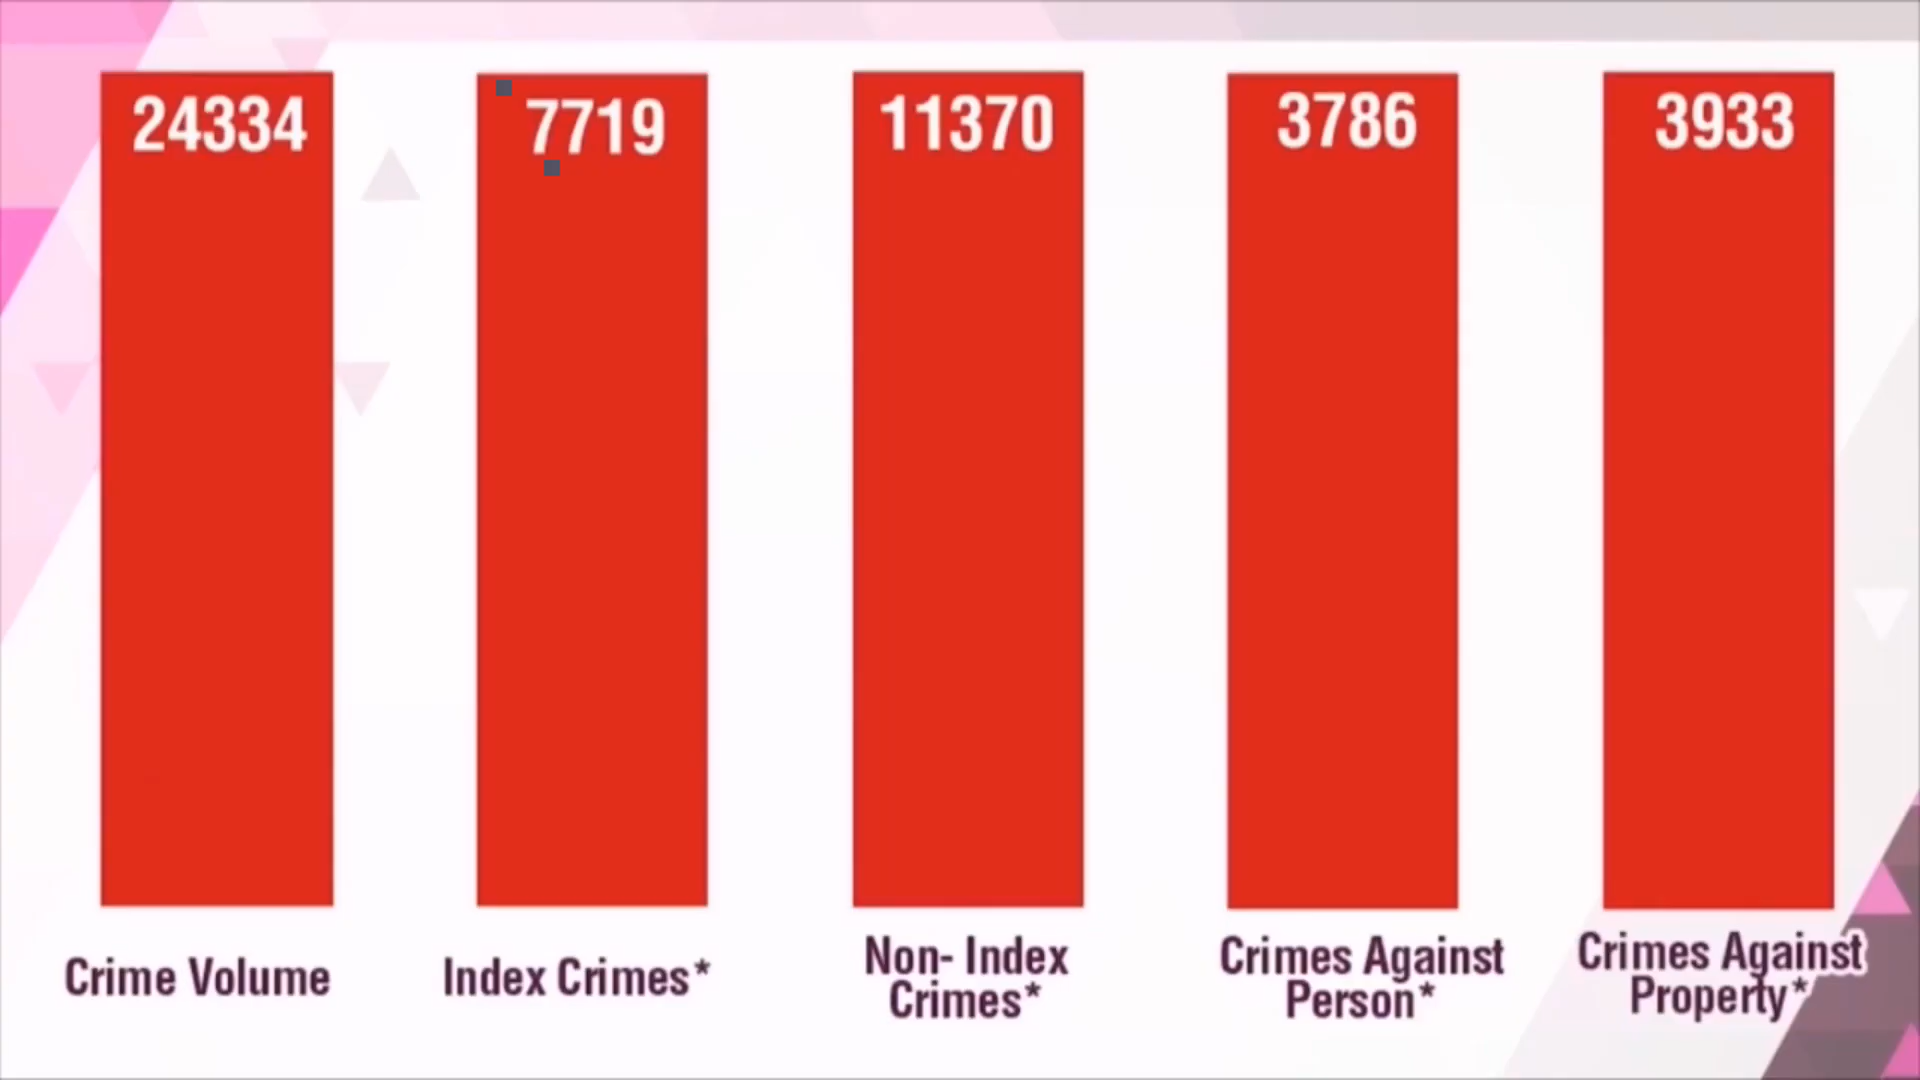 24334
7719
11370
3786
3933
Crime Volume
Index Crimes*
Non- Index
Crimes*
Crimes Against
Person*
Crimes Against
Property*